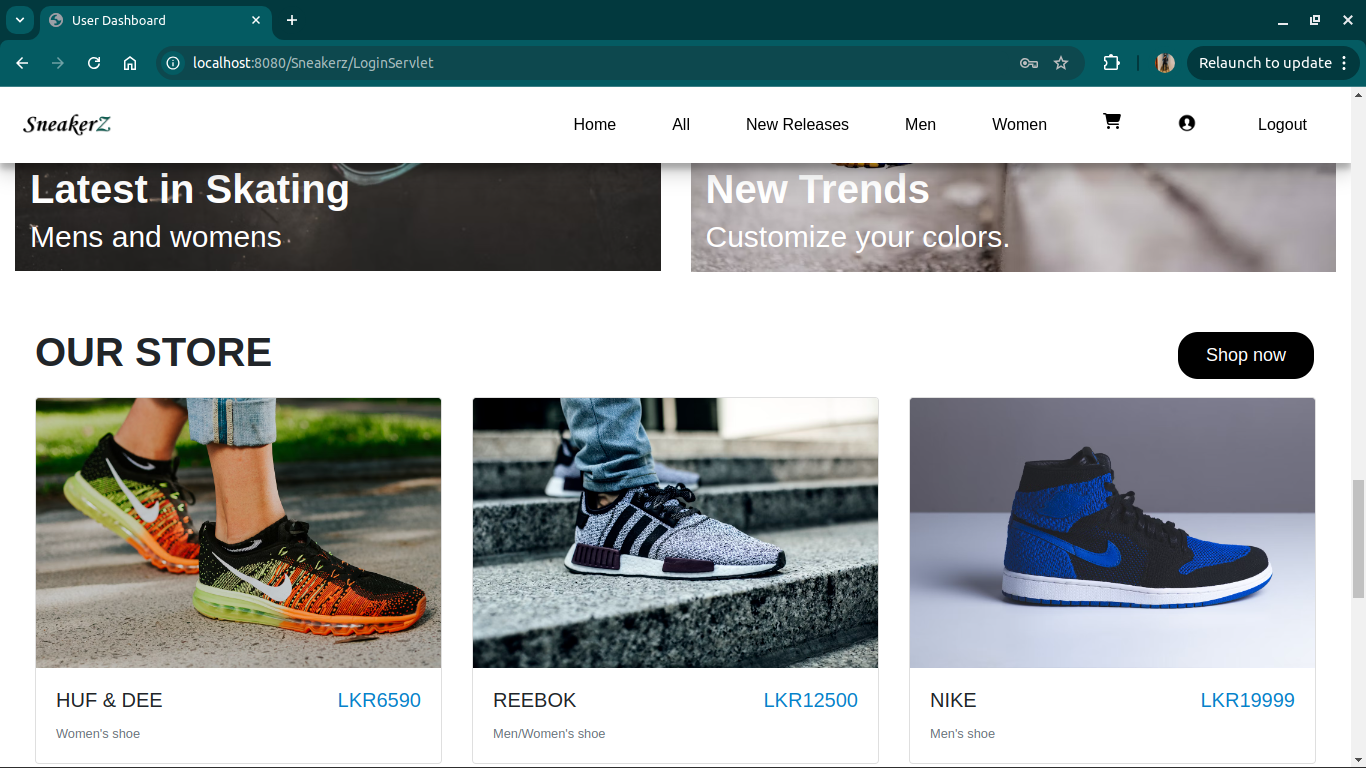 User Dashboard
localhost:8080/Sneakerz/LoginServlet
Relaunch to update
SneakerZ
Home
All
New Releases
Men
Women
Logout
Latest in Skating
Mens and womens
New Trends
Customize your colors.
OUR STORE
Shop now
HUF & DEE
LKR6590
Women's shoe
REEBOK
LKR12500
Men/Women's shoe
NIKE
LKR19999
Men's shoe